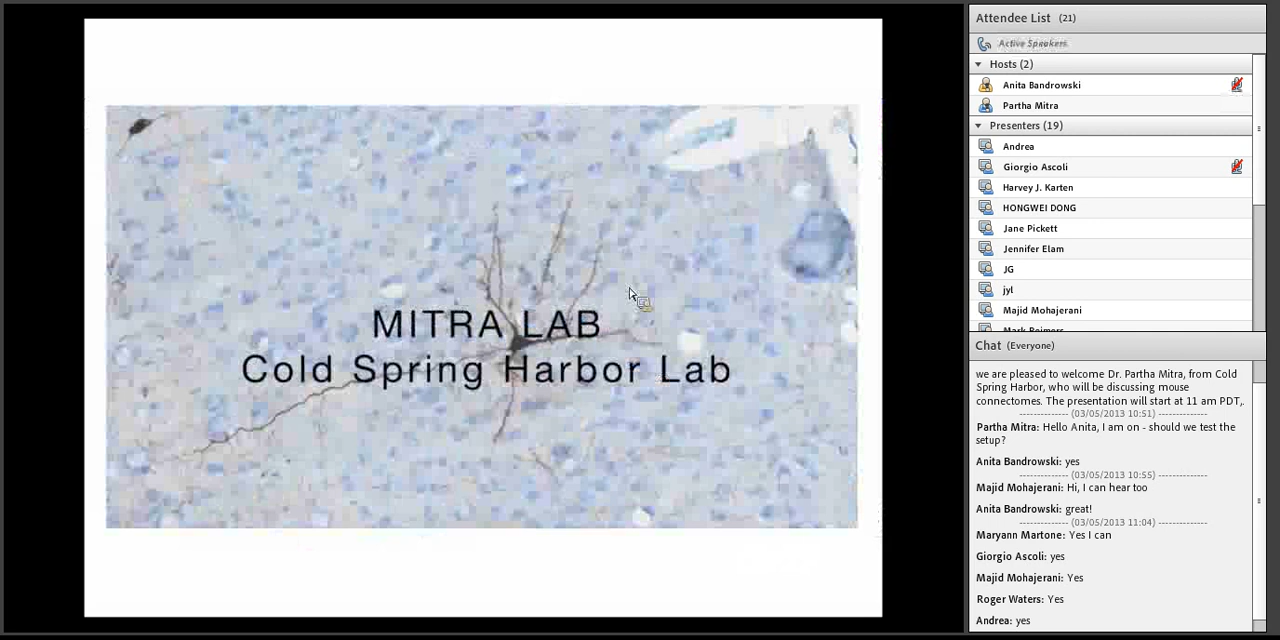 MITRA LAB
Cold Spring Harbor Lab
Attendee List (21)
Active Speakers
Hosts (2)
Anita Bandrowski
Partha Mitra
Presenters (19)
Andrea
Giorgio Ascoli
Harvey J. Karten
HONGWEI DONG
Jane Pickett
Jennifer Elam
JG
jyl
Majid Mohajerani
Mark Reimers
Chat (Everyone)
we are pleased to welcome Dr. Partha Mitra, from Cold
Spring Harbor, who will be discussing mouse
connectomes. The presentation will start at 11 am PDT,.
-------------- (03/05/2013 10:51) --------------
Partha Mitra: Hello Anita, I am on - should we test the
setup?
Anita Bandrowski: yes
-------------- (03/05/2013 10:55) --------------
Majid Mohajerani: Hi, I can hear too
Anita Bandrowski: great!
-------------- (03/05/2013 11:04) --------------
Maryann Martone: Yes I can
Giorgio Ascoli: yes
Majid Mohajerani: Yes
Roger Waters: Yes
Andrea: yes